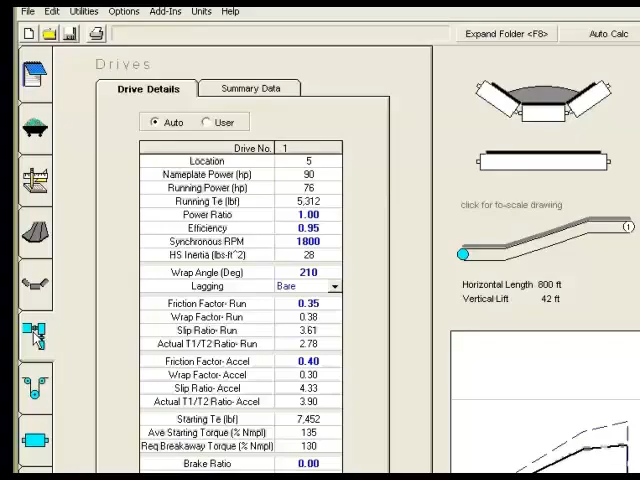 File Edit Utilities Options Add-Ins Units Help
Expand Folder <F8> Auto Calc
Drives
Drive Details Summary Data
Auto User
Drive No. 1
Location 5
Nameplate Power (hp) 90
Running Power (hp) 76
Running Te (lbf) 5,312
Power Ratio 1.00
Efficiency 0.95
Synchronous RPM 1800
HS Inertia (lbs-ft^2) 28
Wrap Angle (Deg) 210
Lagging Bare
Friction Factor- Run 0.35
Wrap Factor- Run 0.38
Slip Ratio- Run 3.61
Actual T1/T2 Ratio- Run 2.78
Friction Factor- Accel 0.40
Wrap Factor- Accel 0.30
Slip Ratio- Accel 4.33
Actual T1/T2 Ratio- Accel 3.90
Starting Te (lbf) 7,452
Ave Starting Torque (% Nmpl) 135
Req Breakaway Torque (% Nmpl) 130
Brake Ratio 0.00
click for to-scale drawing
1
Horizontal Length 800 ft
Vertical Lift 42 ft